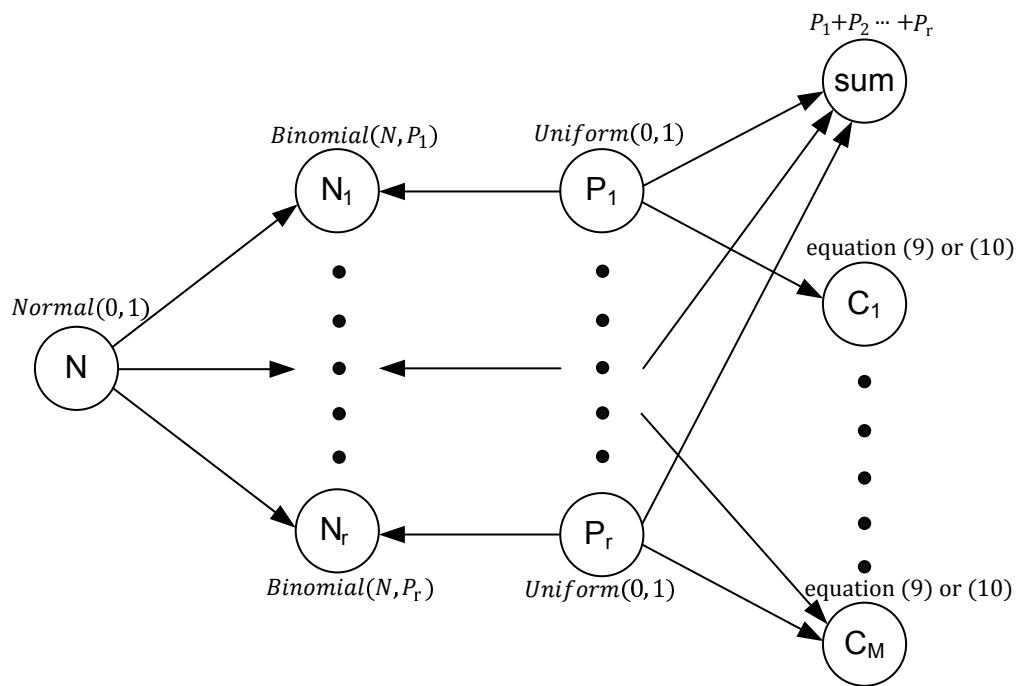 P₁+P₂ ⋯ +Pᵣ
sum
Binomial(N, P₁)
Uniform(0, 1)
N₁
P₁
equation (9) or (10)
Normal(0, 1)
C₁
N
Nᵣ
Pᵣ
Binomial(N, Pᵣ)
Uniform(0, 1)
equation (9) or (10)
C_M